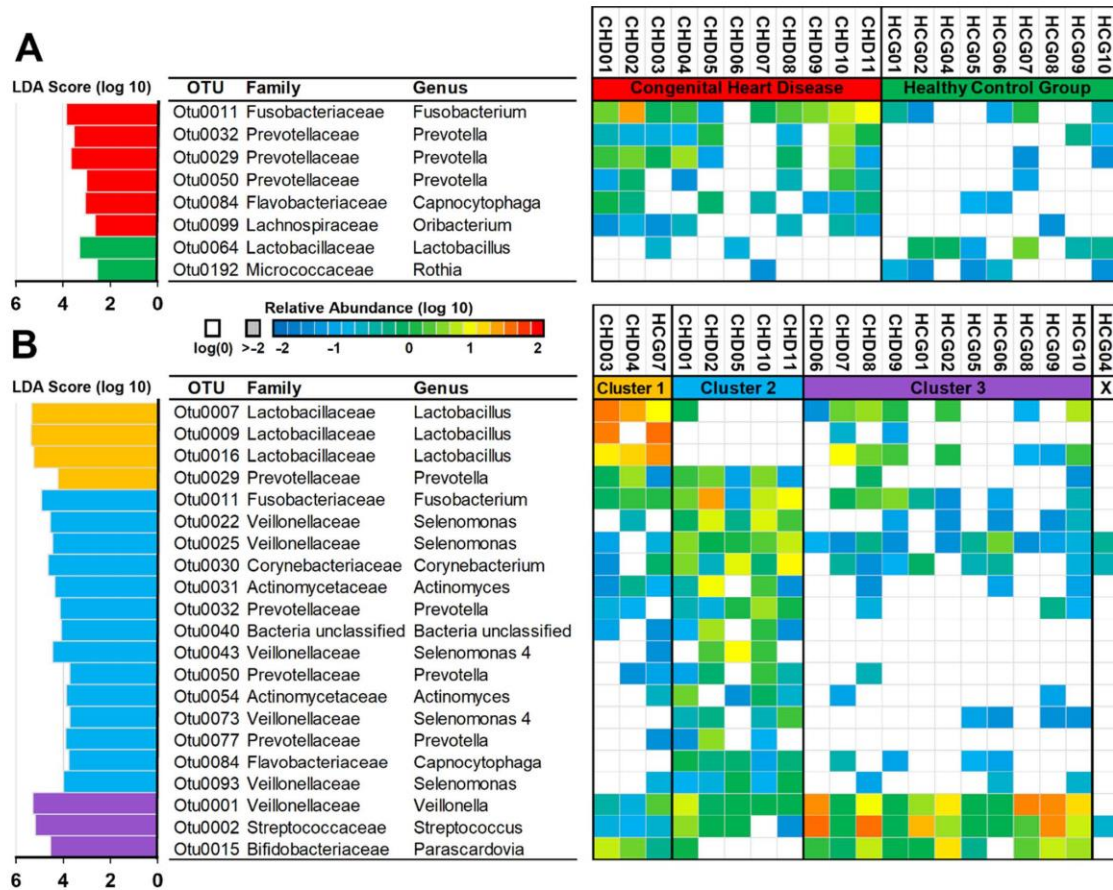 A
LDA Score (log 10)
OTU Family Genus
CHD01 CHD02 CHD03 CHD04 CHD05 CHD06 CHD07 CHD08 CHD09 CHD10 CHD11 HCG01 HCG02 HCG04 HCG05 HCG06 HCG07 HCG08 HCG09 HCG10
Congenital Heart Disease Healthy Control Group
Otu0011 Fusobacteriaceae Fusobacterium
Otu0032 Prevotellaceae Prevotella
Otu0029 Prevotellaceae Prevotella
Otu0050 Prevotellaceae Prevotella
Otu0084 Flavobacteriaceae Capnocytophaga
Otu0099 Lachnospiraceae Oribacterium
Otu0064 Lactobacillaceae Lactobacillus
Otu0192 Micrococcaceae Rothia
6 4 2 0
Relative Abundance (log 10)
log(0) >-2 -2 -1 0 1 2
B
LDA Score (log 10)
OTU Family Genus
CHD03 CHD04 HCG07 CHD01 CHD02 CHD05 CHD10 CHD11 CHD06 CHD07 CHD08 CHD09 HCG01 HCG02 HCG05 HCG06 HCG08 HCG09 HCG10 HCG04
Cluster 1 Cluster 2 Cluster 3 X
Otu0007 Lactobacillaceae Lactobacillus
Otu0009 Lactobacillaceae Lactobacillus
Otu0016 Lactobacillaceae Lactobacillus
Otu0029 Prevotellaceae Prevotella
Otu0011 Fusobacteriaceae Fusobacterium
Otu0022 Veillonellaceae Selenomonas
Otu0025 Veillonellaceae Selenomonas
Otu0030 Corynebacteriaceae Corynebacterium
Otu0031 Actinomycetaceae Actinomyces
Otu0032 Prevotellaceae Prevotella
Otu0040 Bacteria unclassified Bacteria unclassified
Otu0043 Veillonellaceae Selenomonas 4
Otu0050 Prevotellaceae Prevotella
Otu0054 Actinomycetaceae Actinomyces
Otu0073 Veillonellaceae Selenomonas 4
Otu0077 Prevotellaceae Prevotella
Otu0084 Flavobacteriaceae Capnocytophaga
Otu0093 Veillonellaceae Selenomonas
Otu0001 Veillonellaceae Veillonella
Otu0002 Streptococcaceae Streptococcus
Otu0015 Bifidobacteriaceae Parascardovia
6 4 2 0